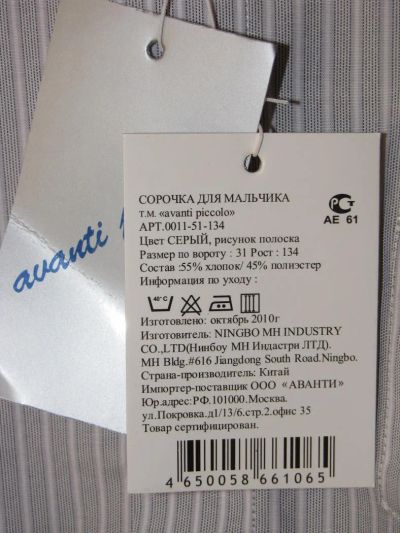 avanti
СОРОЧКА ДЛЯ МАЛЬЧИКА
т.м. «avanti piccolo»
АРТ.0011-51-134
Цвет СЕРЫЙ, рисунок полоска
Размер по вороту : 31 Рост : 134
Состав :55% хлопок/ 45% полиэстер
Информация по уходу :
40°C
Изготовлено: октябрь 2010г
Изготовитель: NINGBO MH INDUSTRY
CO.,LTD(Нинбоу МН Индастри ЛТД).
MH Bldg.#616 Jiangdong South Road.Ningbo.
Страна-производитель: Китай
Импортер-поставщик ООО «АВАНТИ»
Юр.адрес:РФ.101000.Москва.
ул.Покровка.д1/13/6.стр.2.офис 35
Товар сертифицирован.
РСТ
АЕ 61
4 650058 661065